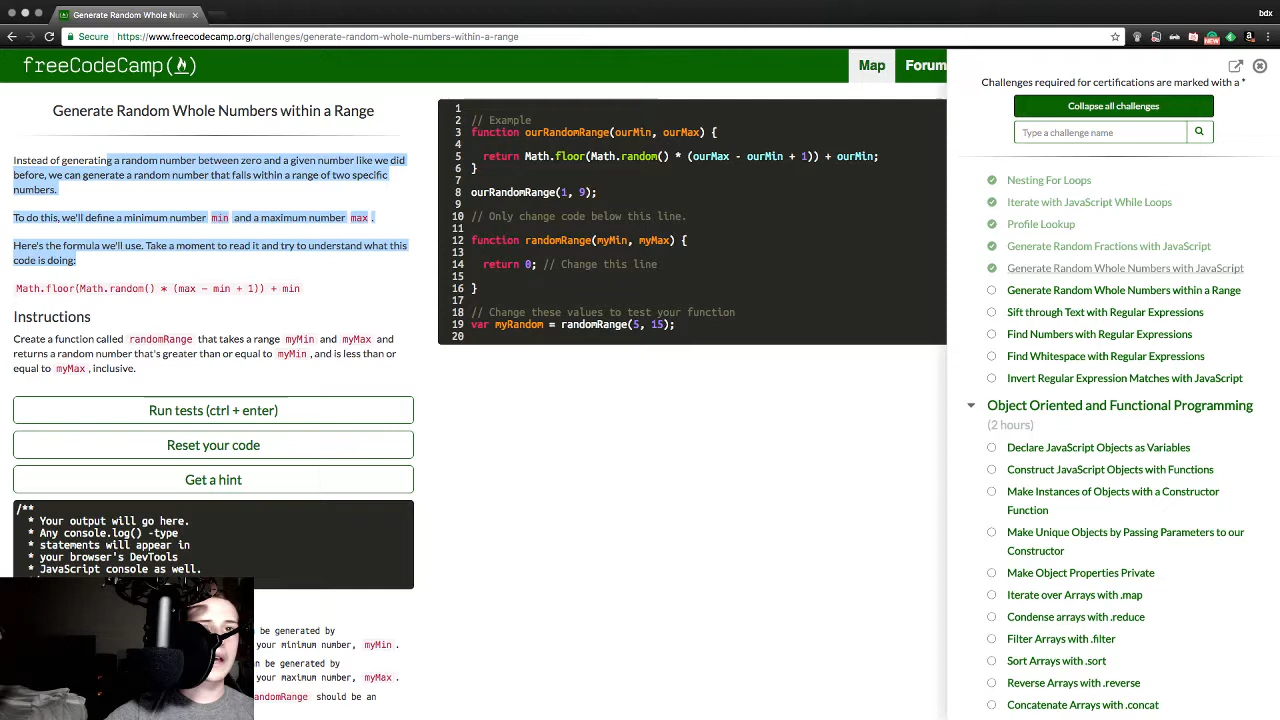 Generate Random Whole Num
bdx
Secure
https://www.freecodecamp.org/challenges/generate-random-whole-numbers-within-a-range
NEW
freeCodeCamp
Map
Forum
Generate Random Whole Numbers within a Range
Instead of generating a random number between zero and a given number like we did
before, we can generate a random number that falls within a range of two specific
numbers.
To do this, we'll define a minimum number min and a maximum number max .
Here's the formula we'll use. Take a moment to read it and try to understand what this
code is doing:
Math.floor(Math.random() * (max - min + 1)) + min
Instructions
Create a function called randomRange that takes a range myMin and myMax and
returns a random number that's greater than or equal to myMin , and is less than or
equal to myMax , inclusive.
Run tests (ctrl + enter)
Reset your code
Get a hint
/**
* Your output will go here.
* Any console.log() -type
* statements will appear in
* your browser's DevTools
* JavaScript console as well.
n be generated by
your minimum number, myMin .
an be generated by
your maximum number, myMax .
andomRange should be an
1
2 // Example
3 function ourRandomRange(ourMin, ourMax) {
4
5 return Math.floor(Math.random() * (ourMax - ourMin + 1)) + ourMin;
6 }
7
8 ourRandomRange(1, 9);
9
10 // Only change code below this line.
11
12 function randomRange(myMin, myMax) {
13
14 return 0; // Change this line
15
16 }
17
18 // Change these values to test your function
19 var myRandom = randomRange(5, 15);
20
Challenges required for certifications are marked with a *
Collapse all challenges
Type a challenge name
Nesting For Loops
Iterate with JavaScript While Loops
Profile Lookup
Generate Random Fractions with JavaScript
Generate Random Whole Numbers with JavaScript
Generate Random Whole Numbers within a Range
Sift through Text with Regular Expressions
Find Numbers with Regular Expressions
Find Whitespace with Regular Expressions
Invert Regular Expression Matches with JavaScript
Object Oriented and Functional Programming
(2 hours)
Declare JavaScript Objects as Variables
Construct JavaScript Objects with Functions
Make Instances of Objects with a Constructor
Function
Make Unique Objects by Passing Parameters to our
Constructor
Make Object Properties Private
Iterate over Arrays with .map
Condense arrays with .reduce
Filter Arrays with .filter
Sort Arrays with .sort
Reverse Arrays with .reverse
Concatenate Arrays with .concat